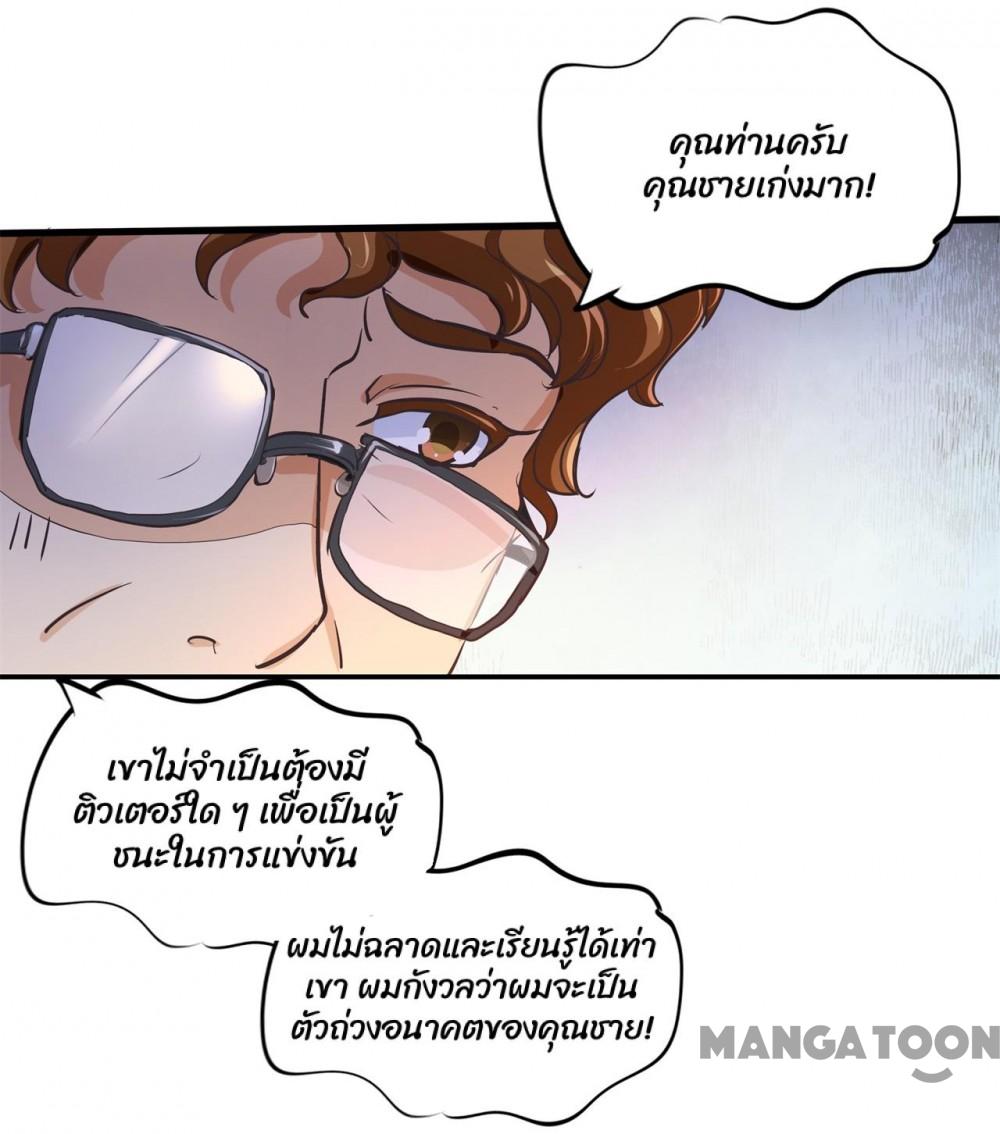 คุณท่านครับ
คุณชายเก่งมาก!
เขาไม่จำเป็นต้องมี
ติวเตอร์ใด ๆ เพื่อเป็นผู้
ชนะในการแข่งขัน
ผมไม่ฉลาดและเรียนรู้ได้เท่า
เขา ผมกังวลว่าผมจะเป็น
ตัวถ่วงอนาคตของคุณชาย!
MANGATOON